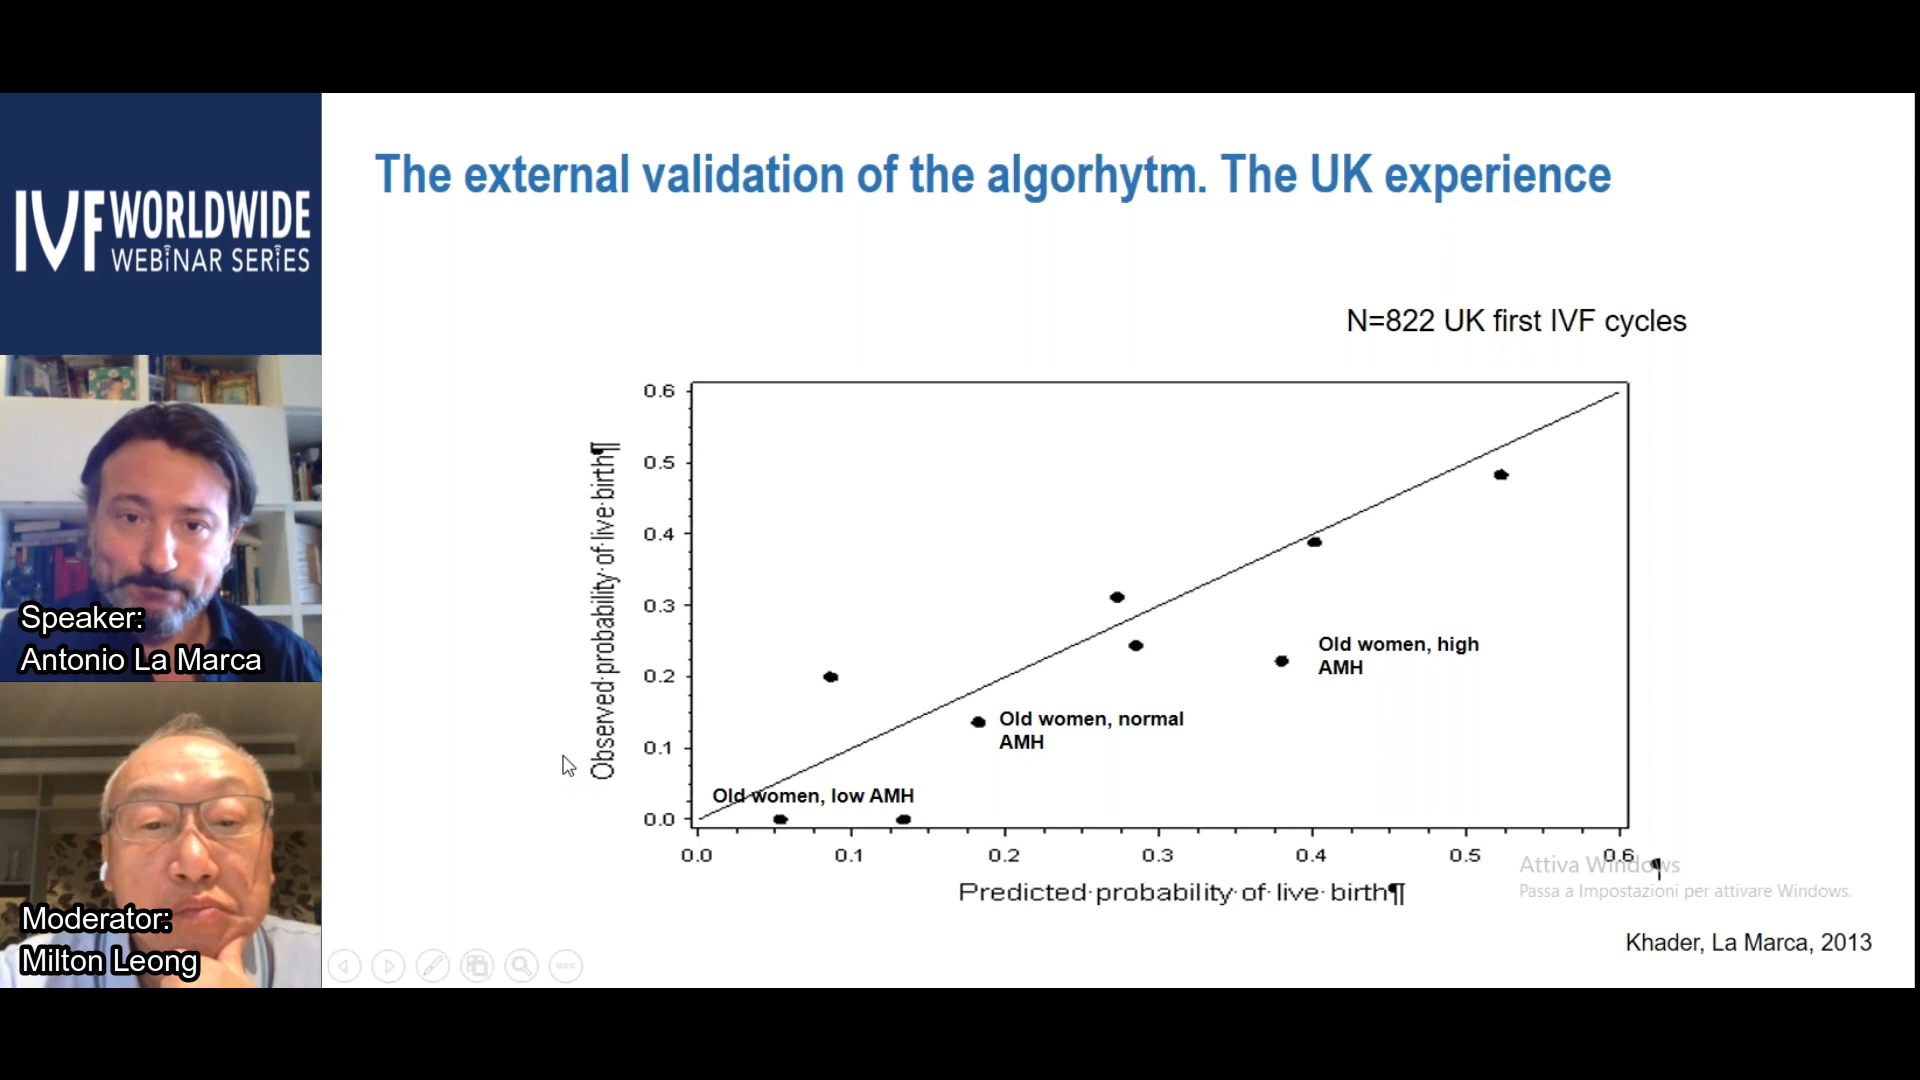 IVF WORLDWIDE
WEBINAR SERIES
Speaker:
Antonio La Marca
Moderator:
Milton Leong
The external validation of the algorhytm. The UK experience
N=822 UK first IVF cycles
Observed·probability·of·live·birth¶
0.6
0.5
0.4
0.3
0.2
0.1
0.0
Old women, high
AMH
Old women, normal
AMH
Old women, low AMH
0.0 0.1 0.2 0.3 0.4 0.5 0.6 ¶
Predicted·probability·of·live·birth¶
Attiva Windows
Passa a Impostazioni per attivare Windows.
Khader, La Marca, 2013